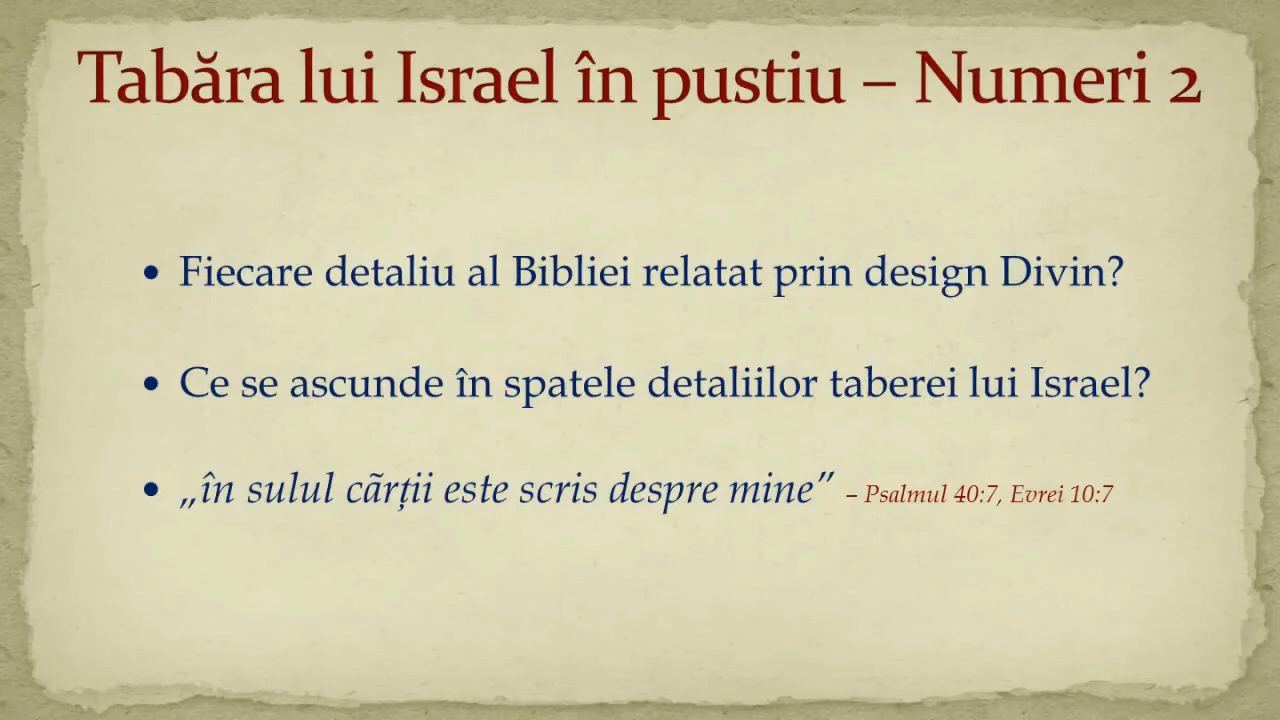 Tabăra lui Israel în pustiu – Numeri 2
• Fiecare detaliu al Bibliei relatat prin design Divin?
• Ce se ascunde în spatele detaliilor taberei lui Israel?
• „în sulul cãrții este scris despre mine” – Psalmul 40:7, Evrei 10:7